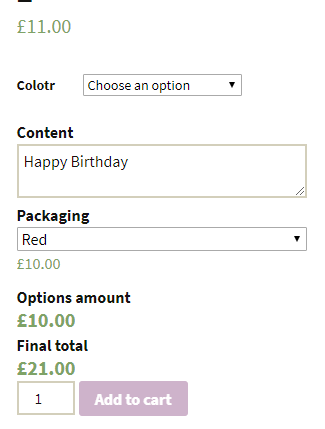 £11.00
Colotr Choose an option
Content
Happy Birthday
Packaging
Red
£10.00
Options amount
£10.00
Final total
£21.00
1 Add to cart